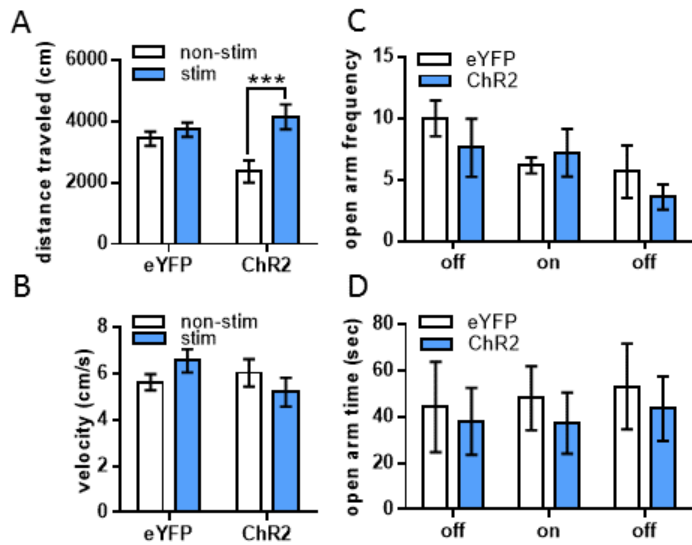 A
distance traveled (cm)
6000
4000
2000
0
non-stim
stim
***
eYFP
ChR2
B
velocity (cm/s)
8
6
4
2
0
non-stim
stim
eYFP
ChR2
C
open arm frequency
15
10
5
0
eYFP
ChR2
off
on
off
D
open arm time (sec)
80
60
40
20
0
eYFP
ChR2
off
on
off